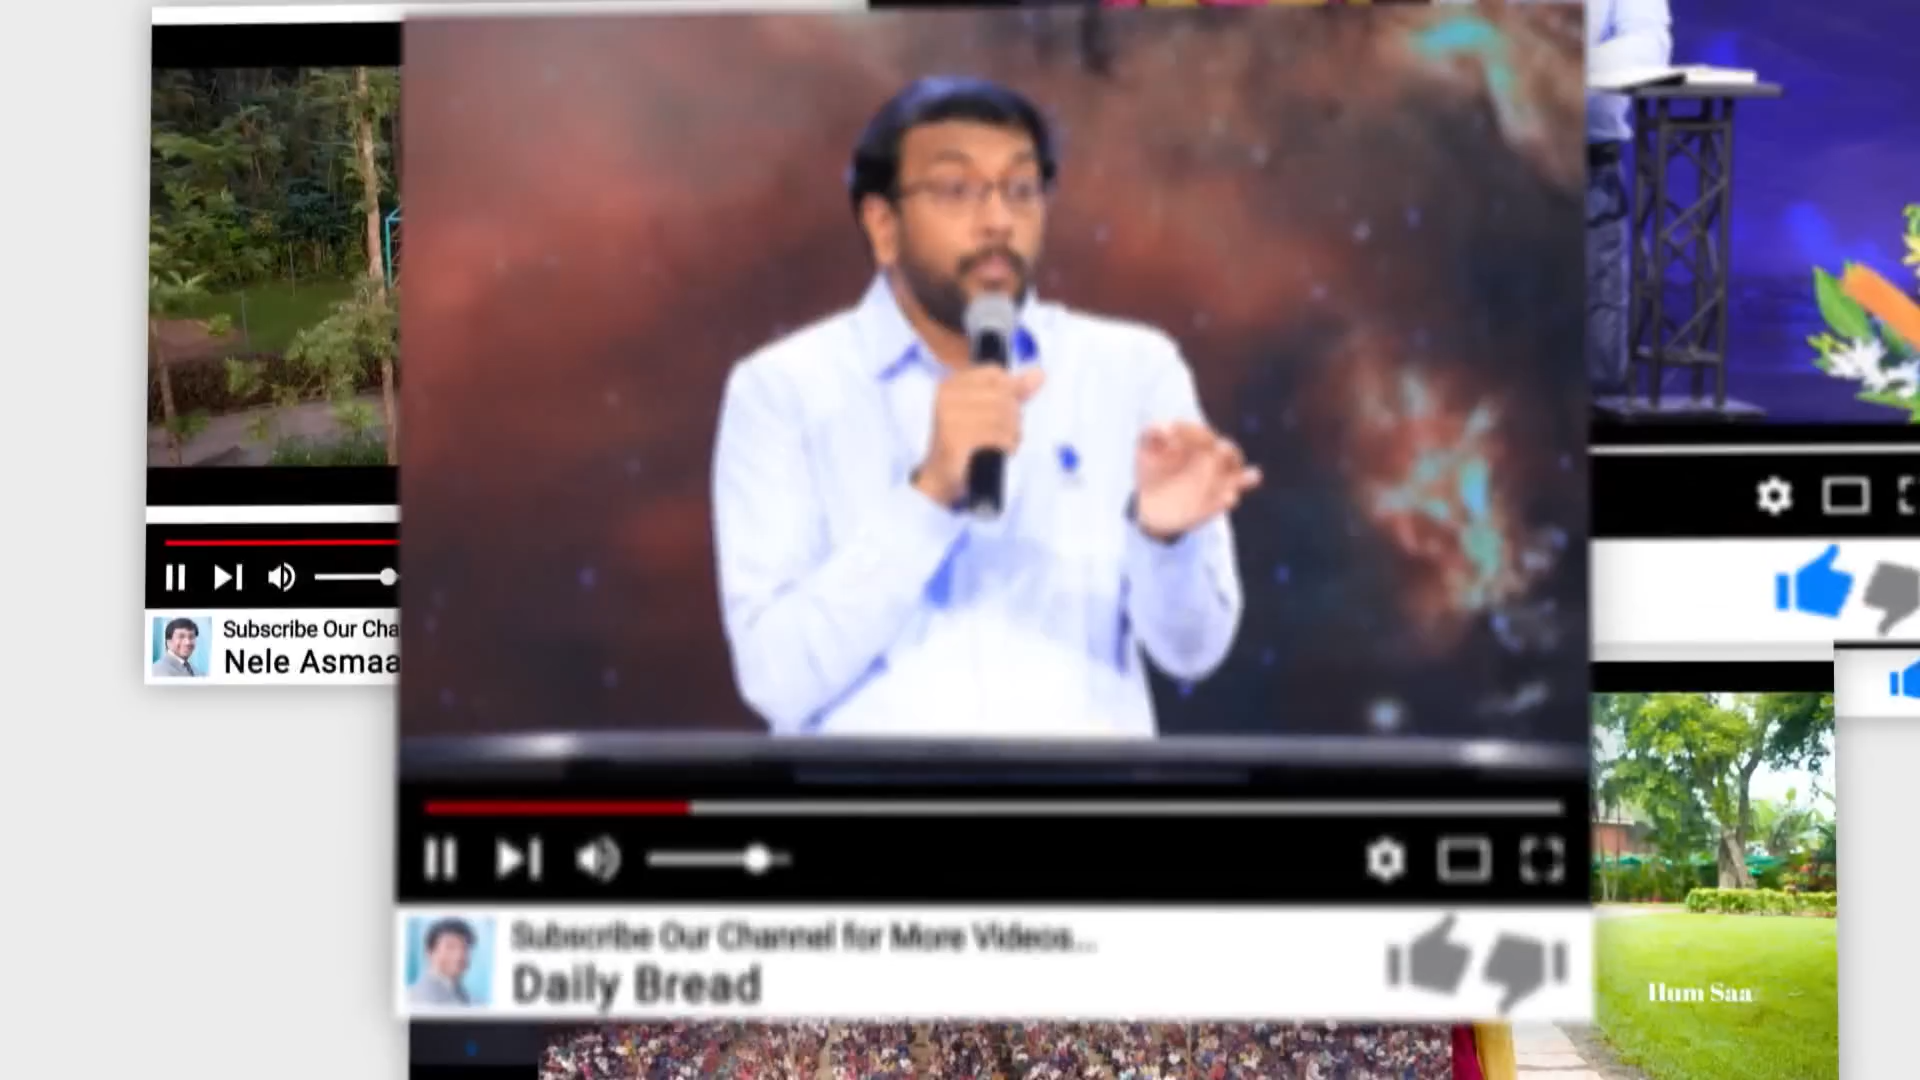 Subscribe Our Cha
Nele Asmaa
Subscribe Our Channel for More Videos...
Daily Bread
Hum Saa